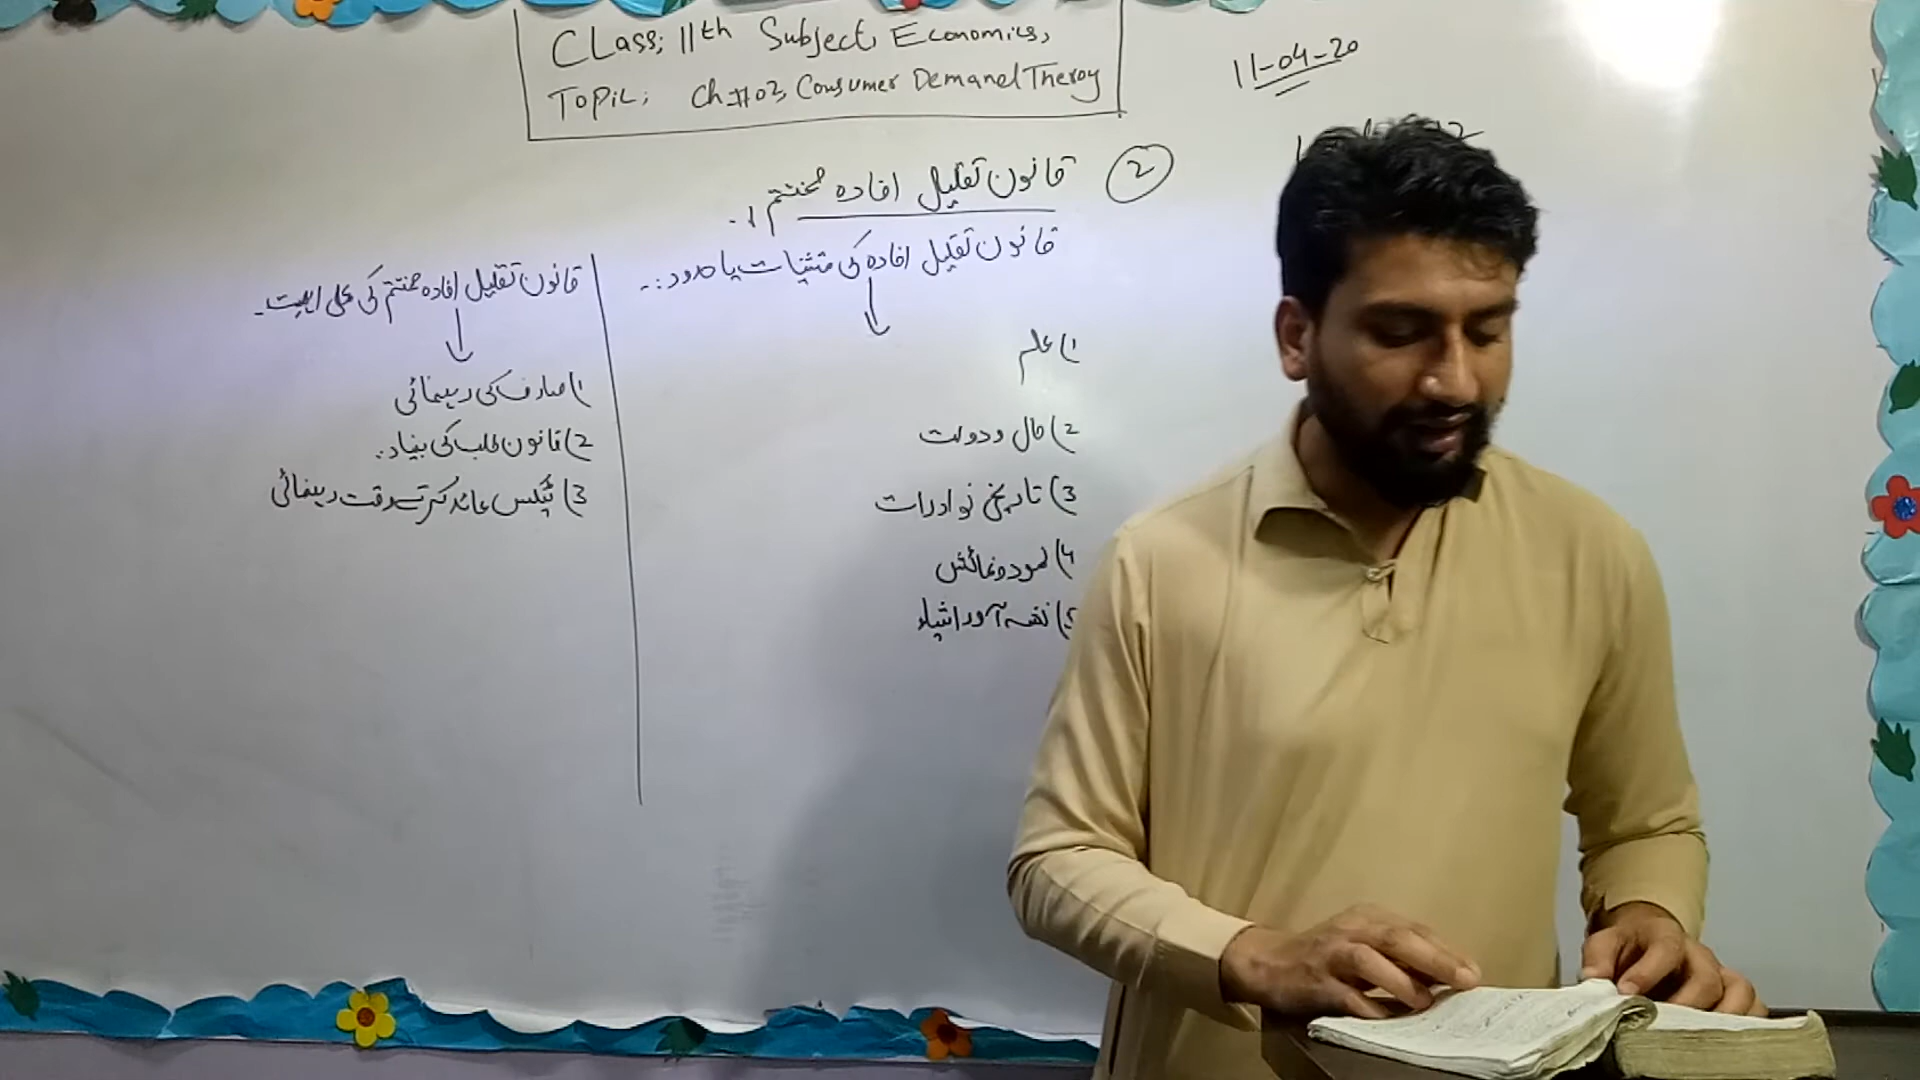 CLass; 11th Subject, Economics,
Topic; Ch#02, Consumer Demand Theroy
11-04-20
2
قانون تقلیل افادہ مختتم :-
قانون تقلیل افادہ کی مثتنیات یا حدود :-
1) علم
2) مال و دولت
3) تاریخی نوادرات
4) نمود و نمائش
5) نشہ آور اشیاء
قانون تقلیل افادہ مختتم کی عملی اہمیت -
1) صارف کی رہنمائی
2) قانون طلب کی بنیاد :
3) ٹیکس عائد کرتے وقت رہنمائی